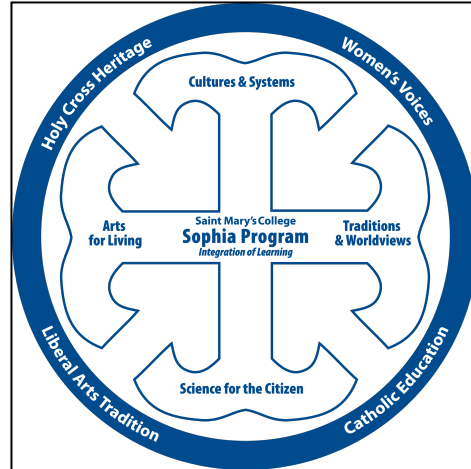 Holy Cross Heritage
Women's Voices
Cultures & Systems
Arts
for Living
Saint Mary's College
Sophia Program
Integration of Learning
Traditions
& Worldviews
Science for the Citizen
Liberal Arts Tradition
Catholic Education